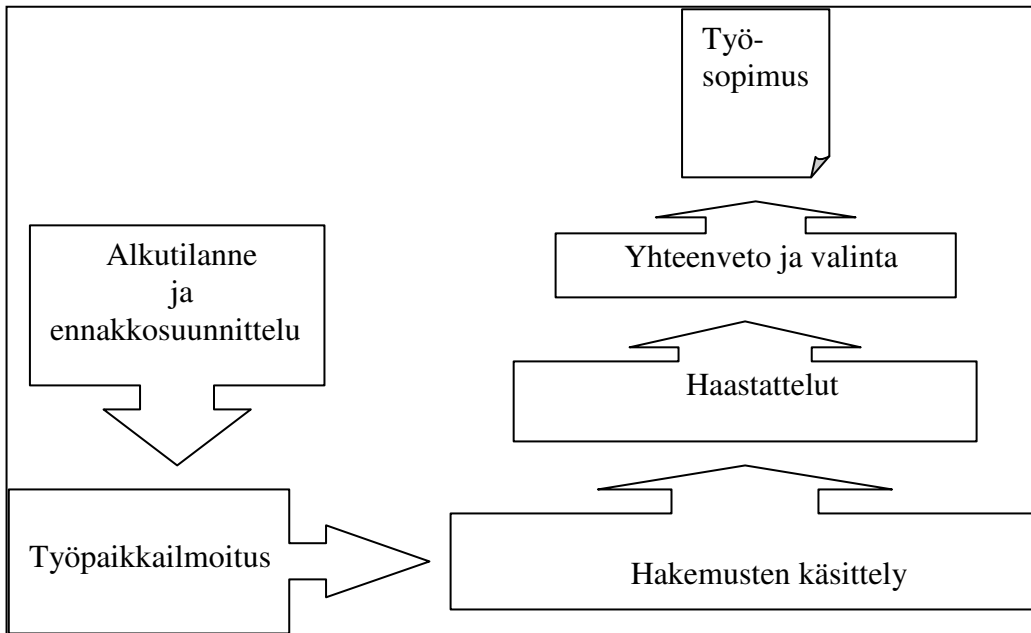 Työ-
sopimus
Yhteenveto ja valinta
Alkutilanne
ja
ennakkosuunnittelu
Haastattelut
Työpaikkailmoitus
Hakemusten käsittely